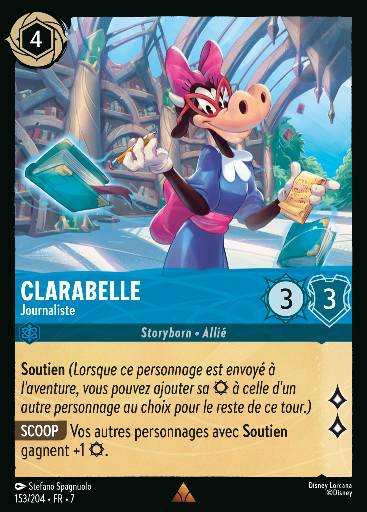 4
CLARABELLE
Journaliste
3
3
Storyborn • Allié
Soutien (Lorsque ce personnage est envoyé à
l'aventure, vous pouvez ajouter sa à celle d'un
autre personnage au choix pour le reste de ce tour.)
SCOOP Vos autres personnages avec Soutien
gagnent +1 .
Stefano Spagnuolo
153/204 • FR • 7
Disney Lorcana
©Disney